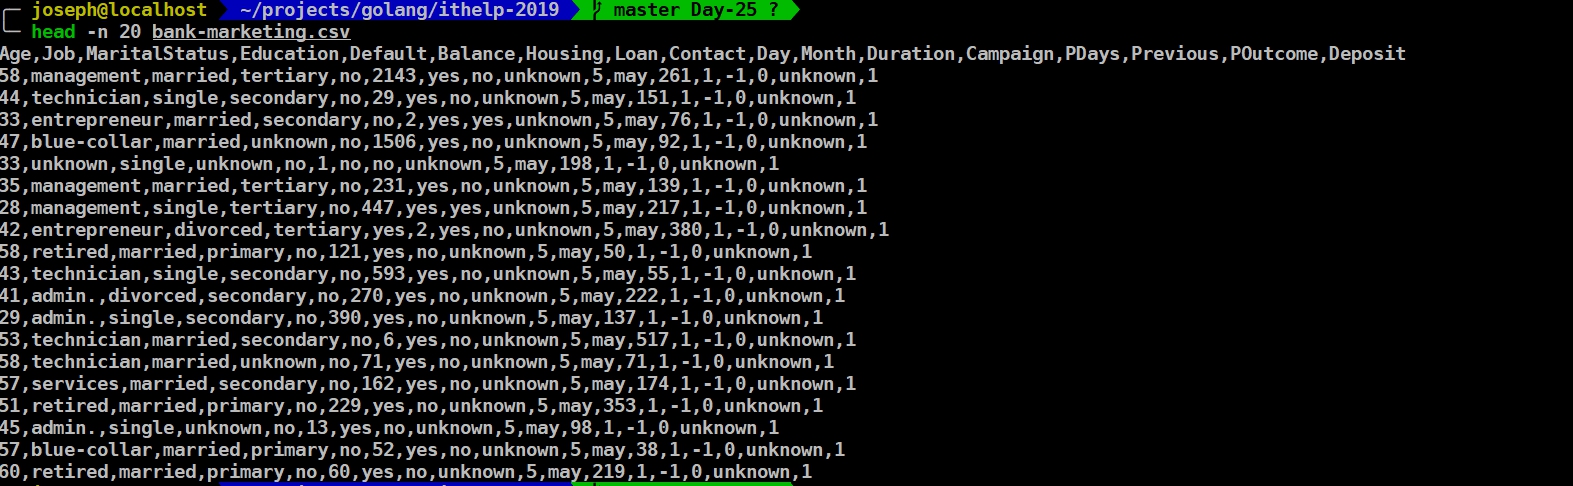 joseph@localhost ~/projects/golang/ithelp-2019 master Day-25 ?
head -n 20 bank-marketing.csv
Age,Job,MaritalStatus,Education,Default,Balance,Housing,Loan,Contact,Day,Month,Duration,Campaign,PDays,Previous,POutcome,Deposit
58,management,married,tertiary,no,2143,yes,no,unknown,5,may,261,1,-1,0,unknown,1
44,technician,single,secondary,no,29,yes,no,unknown,5,may,151,1,-1,0,unknown,1
33,entrepreneur,married,secondary,no,2,yes,yes,unknown,5,may,76,1,-1,0,unknown,1
47,blue-collar,married,unknown,no,1506,yes,no,unknown,5,may,92,1,-1,0,unknown,1
33,unknown,single,unknown,no,1,no,no,unknown,5,may,198,1,-1,0,unknown,1
35,management,married,tertiary,no,231,yes,no,unknown,5,may,139,1,-1,0,unknown,1
28,management,single,tertiary,no,447,yes,yes,unknown,5,may,217,1,-1,0,unknown,1
42,entrepreneur,divorced,tertiary,yes,2,yes,no,unknown,5,may,380,1,-1,0,unknown,1
58,retired,married,primary,no,121,yes,no,unknown,5,may,50,1,-1,0,unknown,1
43,technician,single,secondary,no,593,yes,no,unknown,5,may,55,1,-1,0,unknown,1
41,admin.,divorced,secondary,no,270,yes,no,unknown,5,may,222,1,-1,0,unknown,1
29,admin.,single,secondary,no,390,yes,no,unknown,5,may,137,1,-1,0,unknown,1
53,technician,married,secondary,no,6,yes,no,unknown,5,may,517,1,-1,0,unknown,1
58,technician,married,unknown,no,71,yes,no,unknown,5,may,71,1,-1,0,unknown,1
57,services,married,secondary,no,162,yes,no,unknown,5,may,174,1,-1,0,unknown,1
51,retired,married,primary,no,229,yes,no,unknown,5,may,353,1,-1,0,unknown,1
45,admin.,single,unknown,no,13,yes,no,unknown,5,may,98,1,-1,0,unknown,1
57,blue-collar,married,primary,no,52,yes,no,unknown,5,may,38,1,-1,0,unknown,1
60,retired,married,primary,no,60,yes,no,unknown,5,may,219,1,-1,0,unknown,1